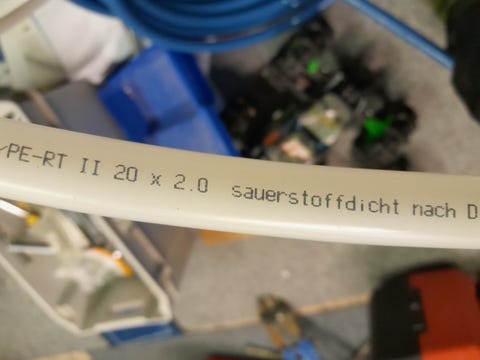 /PE-RT II 20 x 2.0 sauerstoffdicht nach D